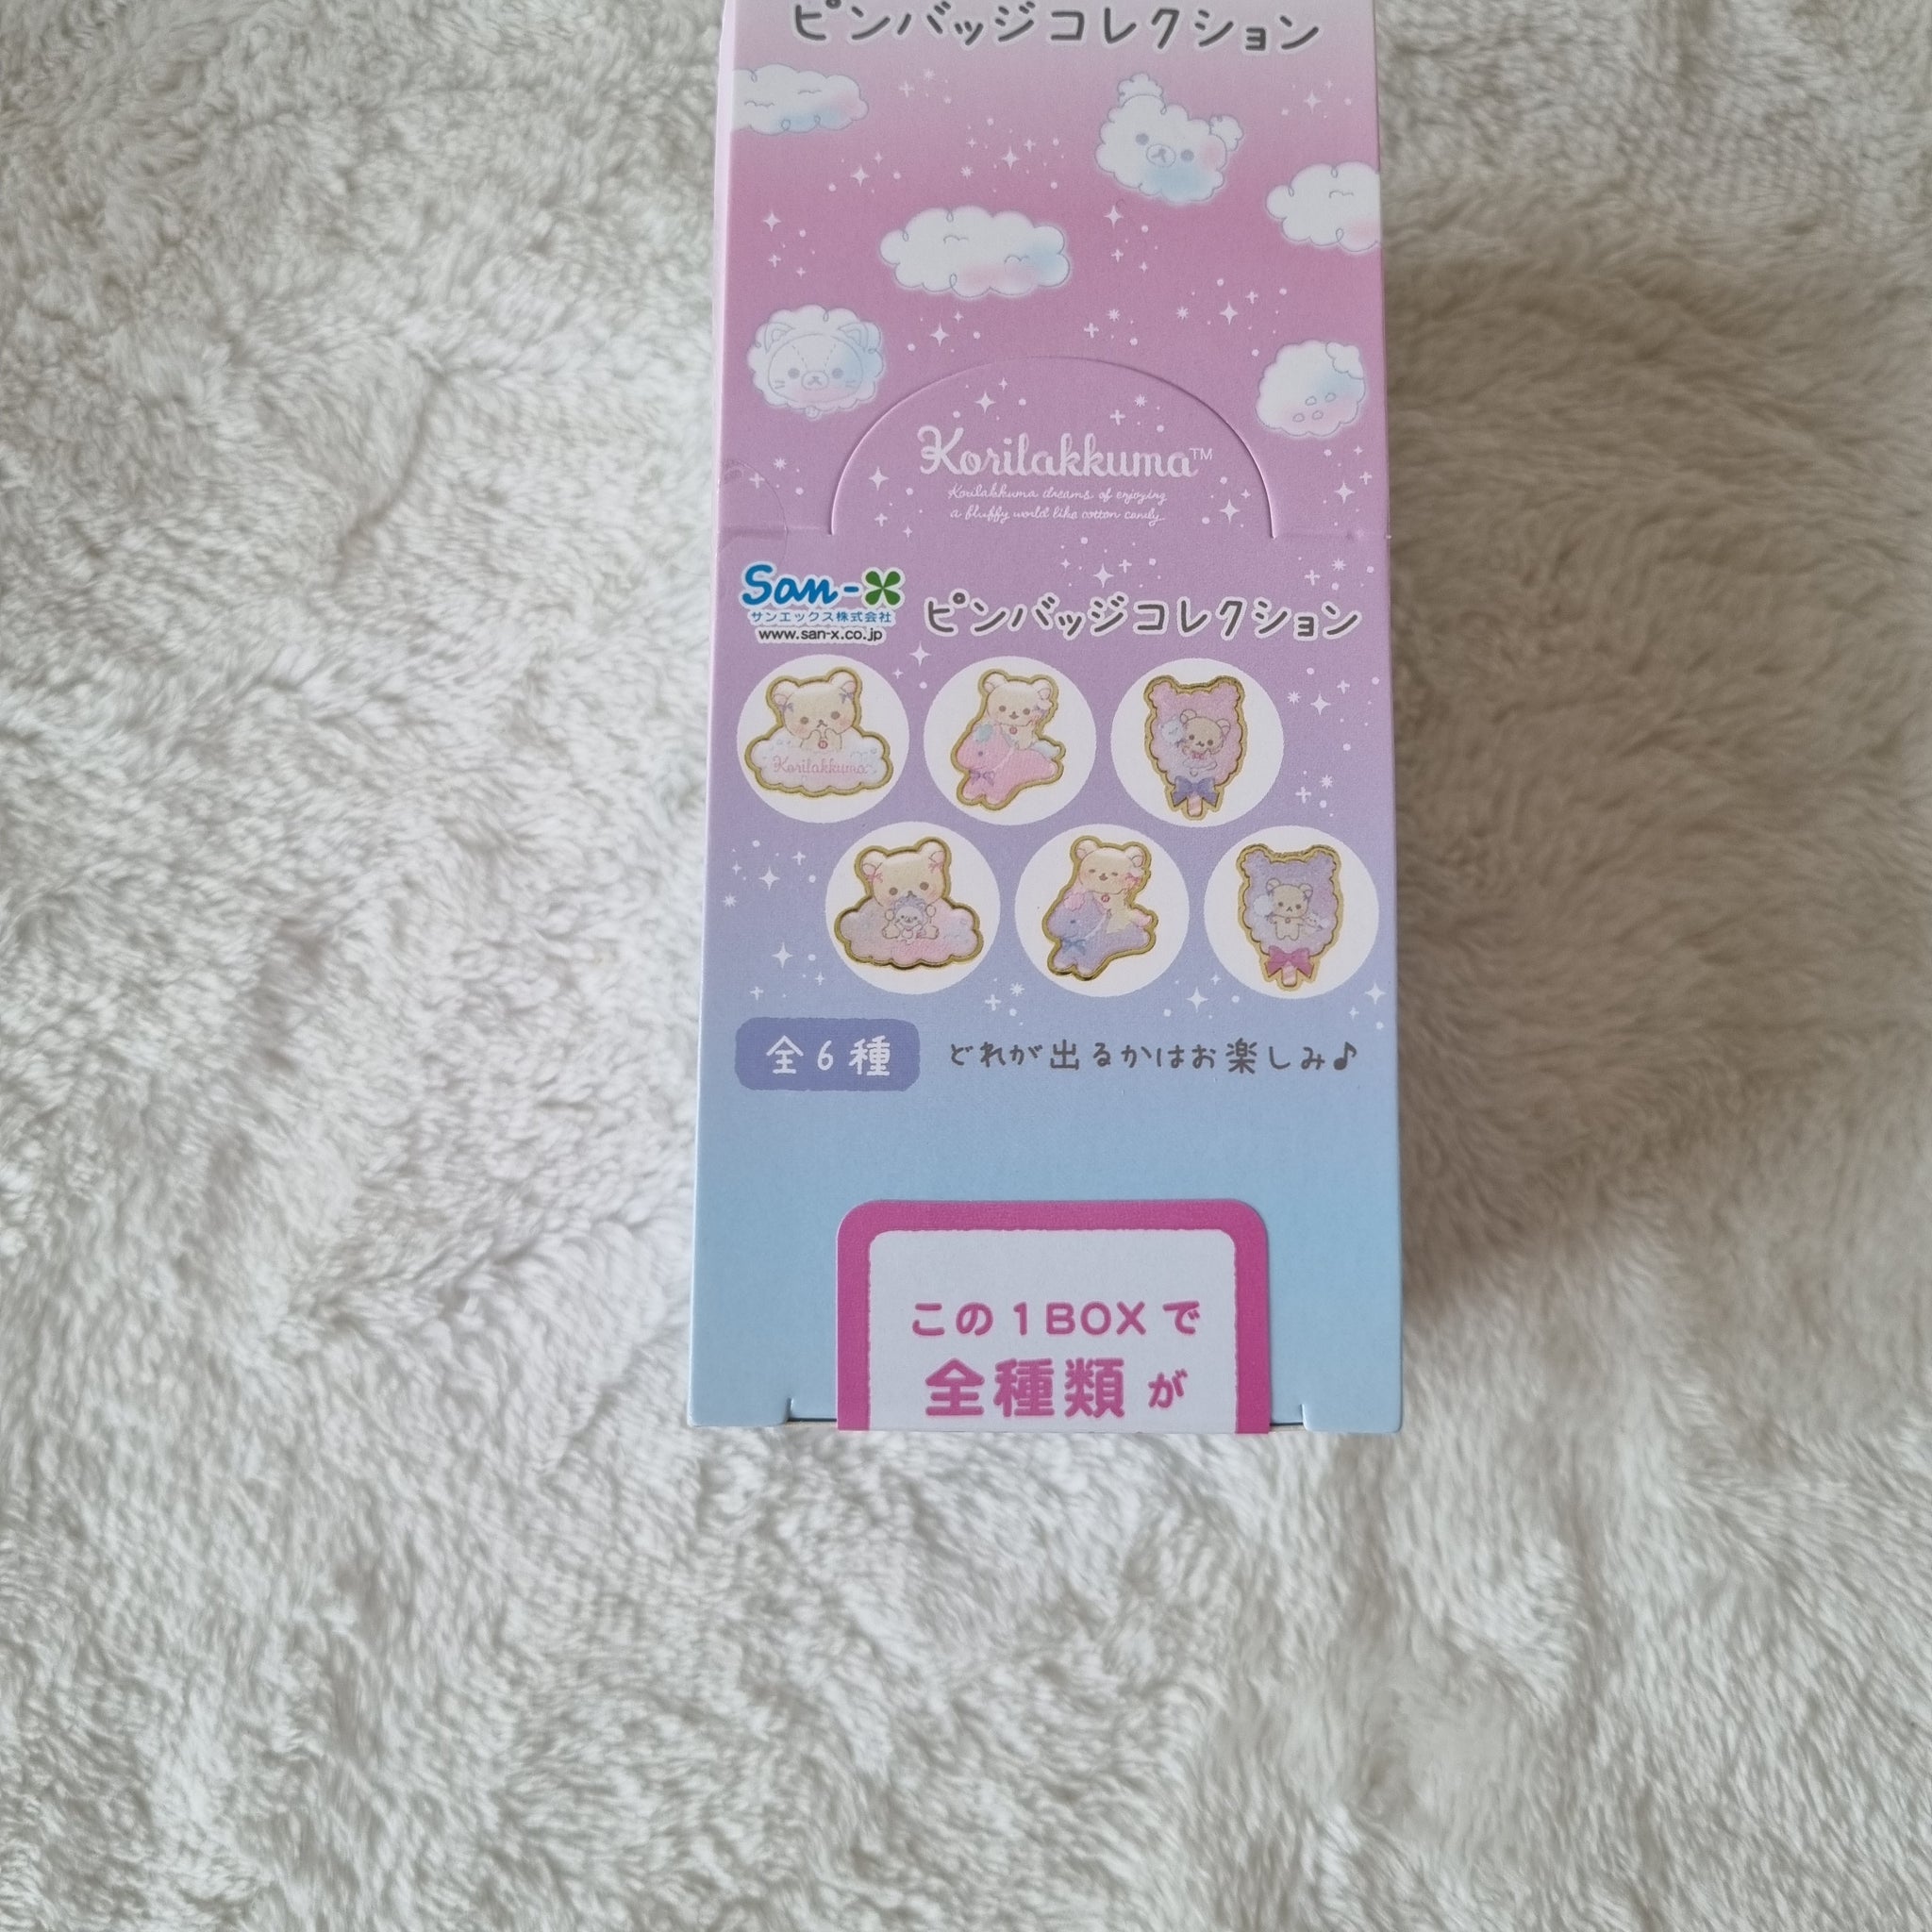 ピンバッジコレクション
Korilakkuma™
Korilakkuma dreams of enjoying
a fluffy world like cotton candy
San-X
サンエックス株式会社
www.san-x.co.jp
ピンバッジコレクション
Korilakkuma
全6種
どれが出るかはお楽しみ♪
この1BOXで
全種類が